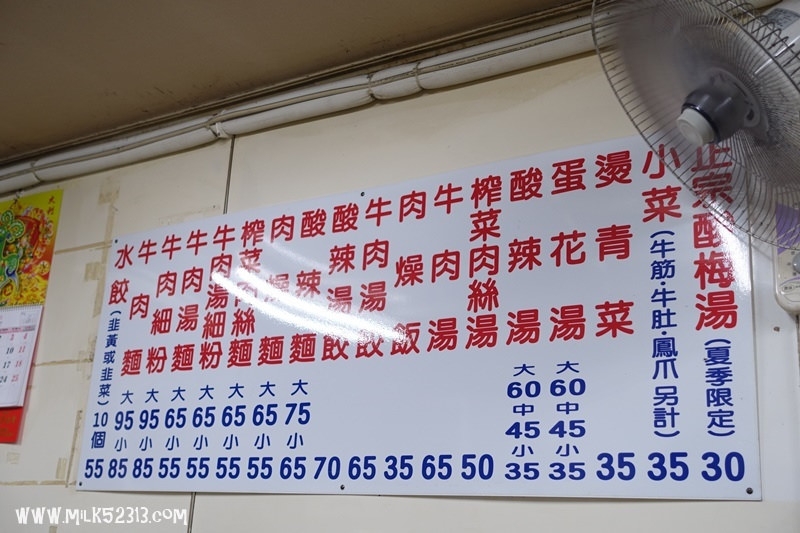 水餃(韭黃或韭菜)10個 55
牛肉麵 大95小85
牛肉細粉 大95小85
牛肉湯麵 大65小55
牛肉湯細粉 大65小55
榨菜肉絲麵 大65小55
肉燥麵 大65小55
酸辣麵 大75小65
酸辣湯餃 70
牛肉湯餃 65
肉燥飯 35
牛肉湯 65
榨菜肉絲湯 50
酸辣湯 大60中45小35
蛋花湯 大60中45小35
燙青菜 35
小菜(牛筋·牛肚·鳳爪另計) 35
正宗酸梅湯(夏季限定) 30
WWW.MILK52313.COM